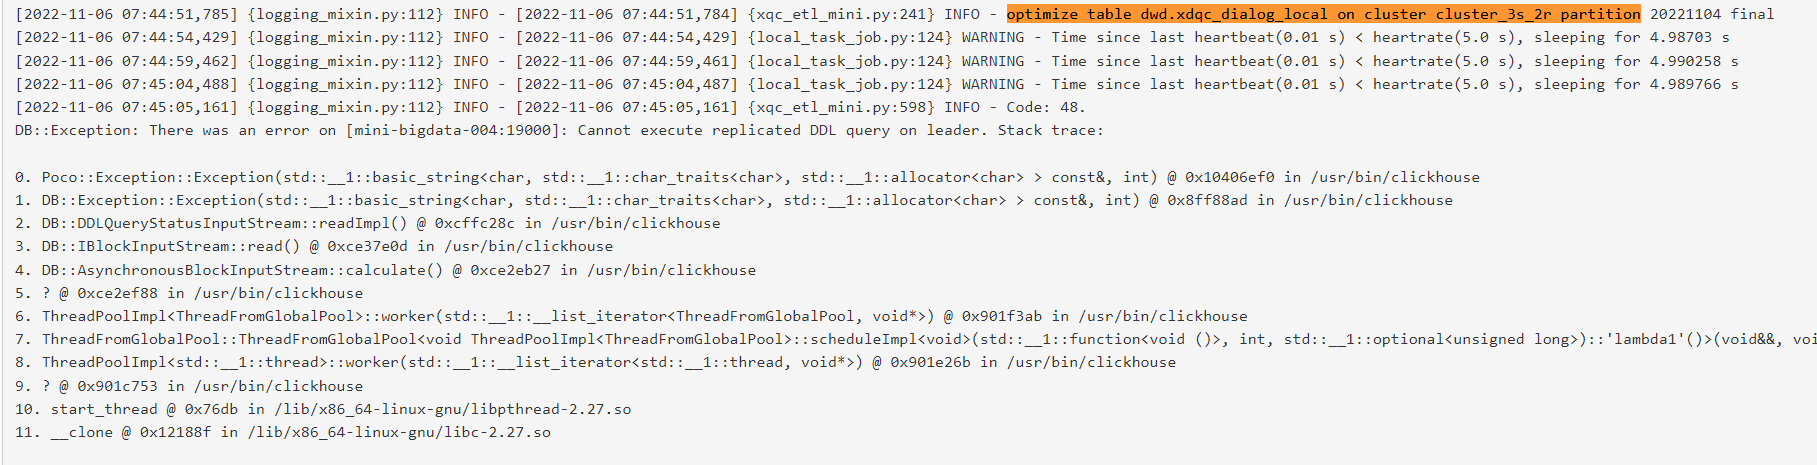 [2022-11-06 07:44:51,785] {logging_mixin.py:112} INFO - [2022-11-06 07:44:51,784] {xqc_etl_mini.py:241} INFO - optimize table dwd.xdqc_dialog_local on cluster cluster_3s_2r partition 20221104 final
[2022-11-06 07:44:54,429] {logging_mixin.py:112} INFO - [2022-11-06 07:44:54,429] {local_task_job.py:124} WARNING - Time since last heartbeat(0.01 s) < heartrate(5.0 s), sleeping for 4.98703 s
[2022-11-06 07:44:59,462] {logging_mixin.py:112} INFO - [2022-11-06 07:44:59,461] {local_task_job.py:124} WARNING - Time since last heartbeat(0.01 s) < heartrate(5.0 s), sleeping for 4.990258 s
[2022-11-06 07:45:04,488] {logging_mixin.py:112} INFO - [2022-11-06 07:45:04,487] {local_task_job.py:124} WARNING - Time since last heartbeat(0.01 s) < heartrate(5.0 s), sleeping for 4.989766 s
[2022-11-06 07:45:05,161] {logging_mixin.py:112} INFO - [2022-11-06 07:45:05,161] {xqc_etl_mini.py:598} INFO - Code: 48.
DB::Exception: There was an error on [mini-bigdata-004:19000]: Cannot execute replicated DDL query on leader. Stack trace:
0. Poco::Exception::Exception(std::__1::basic_string<char, std::__1::char_traits<char>, std::__1::allocator<char> > const&, int) @ 0x10406ef0 in /usr/bin/clickhouse
1. DB::Exception::Exception(std::__1::basic_string<char, std::__1::char_traits<char>, std::__1::allocator<char> > const&, int) @ 0x8ff88ad in /usr/bin/clickhouse
2. DB::DDLQueryStatusInputStream::readImpl() @ 0xcffc28c in /usr/bin/clickhouse
3. DB::IBlockInputStream::read() @ 0xce37e0d in /usr/bin/clickhouse
4. DB::AsynchronousBlockInputStream::calculate() @ 0xce2eb27 in /usr/bin/clickhouse
5. ? @ 0xce2ef88 in /usr/bin/clickhouse
6. ThreadPoolImpl<ThreadFromGlobalPool>::worker(std::__1::__list_iterator<ThreadFromGlobalPool, void*>) @ 0x901f3ab in /usr/bin/clickhouse
7. ThreadFromGlobalPool::ThreadFromGlobalPool<void ThreadPoolImpl<ThreadFromGlobalPool>::scheduleImpl<void>(std::__1::function<void ()>, int, std::__1::optional<unsigned long>)::'lambda1'()>(void&&, voi
8. ThreadPoolImpl<std::__1::thread>::worker(std::__1::__list_iterator<std::__1::thread, void*>) @ 0x901e26b in /usr/bin/clickhouse
9. ? @ 0x901c753 in /usr/bin/clickhouse
10. start_thread @ 0x76db in /lib/x86_64-linux-gnu/libpthread-2.27.so
11. __clone @ 0x12188f in /lib/x86_64-linux-gnu/libc-2.27.so